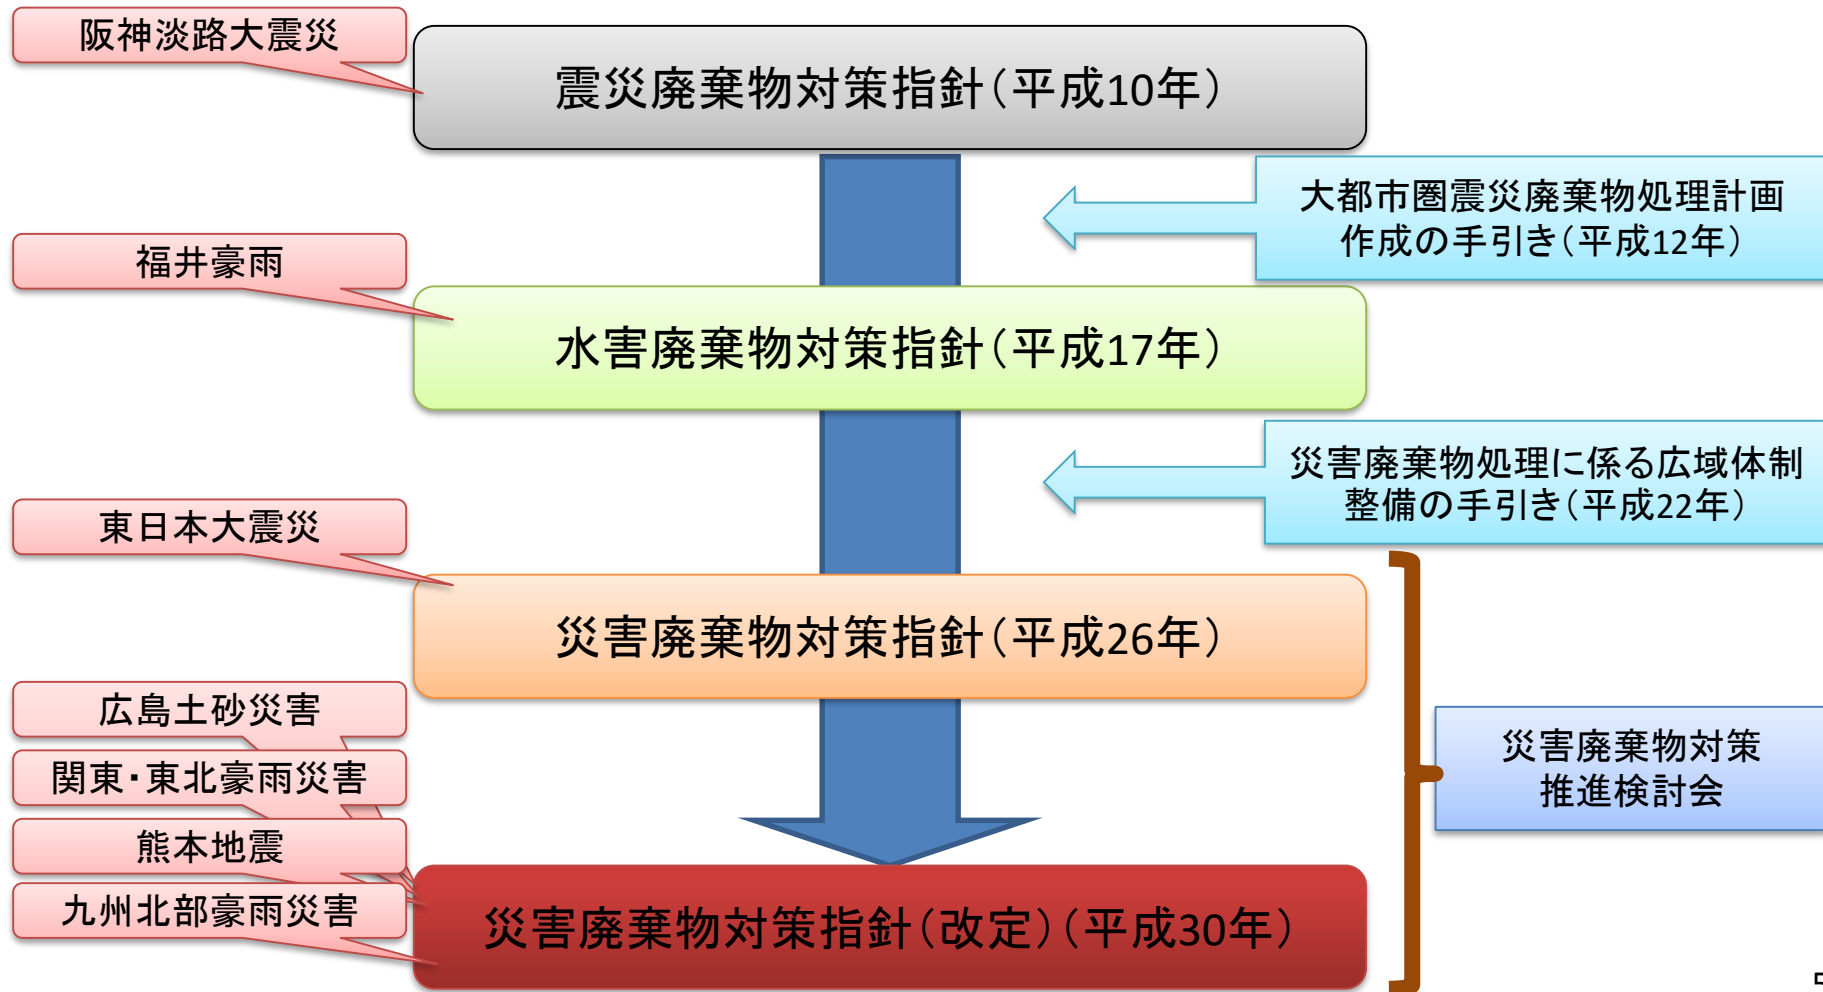 阪神淡路大震災
震災廃棄物対策指針（平成10年）
大都市圏震災廃棄物処理計画
作成の手引き（平成12年）
福井豪雨
水害廃棄物対策指針（平成17年）
災害廃棄物処理に係る広域体制
整備の手引き（平成22年）
東日本大震災
災害廃棄物対策指針（平成26年）
広島土砂災害
関東・東北豪雨災害
熊本地震
九州北部豪雨災害
災害廃棄物対策
推進検討会
災害廃棄物対策指針（改定）（平成30年）